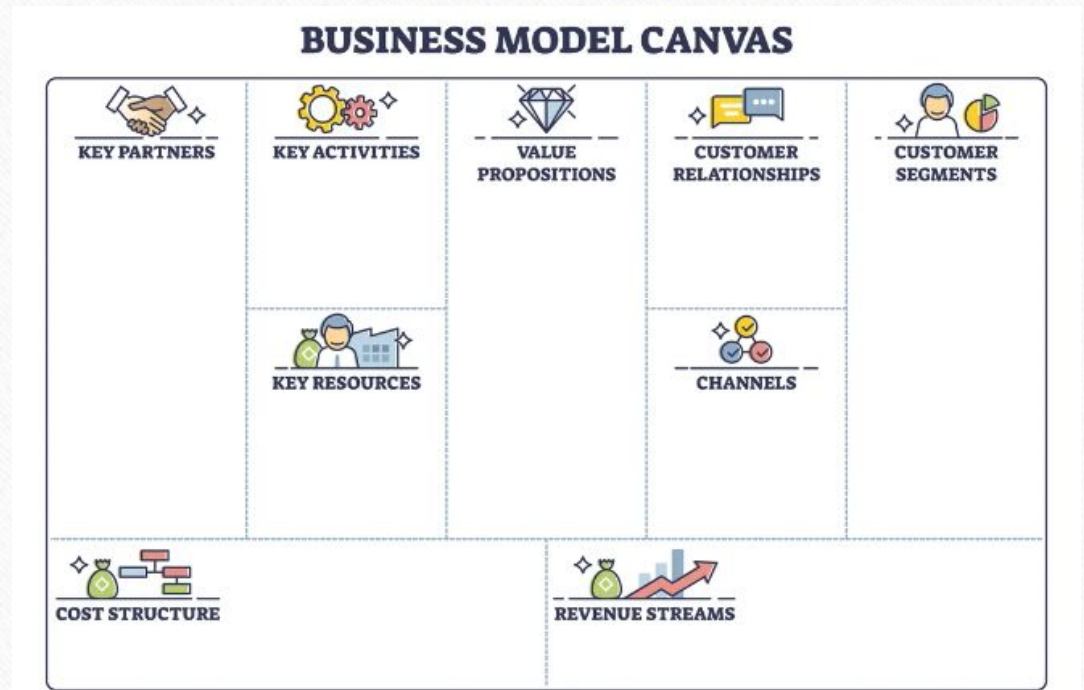 BUSINESS MODEL CANVAS
KEY PARTNERS
KEY ACTIVITIES
VALUE
PROPOSITIONS
CUSTOMER
RELATIONSHIPS
CUSTOMER
SEGMENTS
KEY RESOURCES
CHANNELS
COST STRUCTURE
REVENUE STREAMS